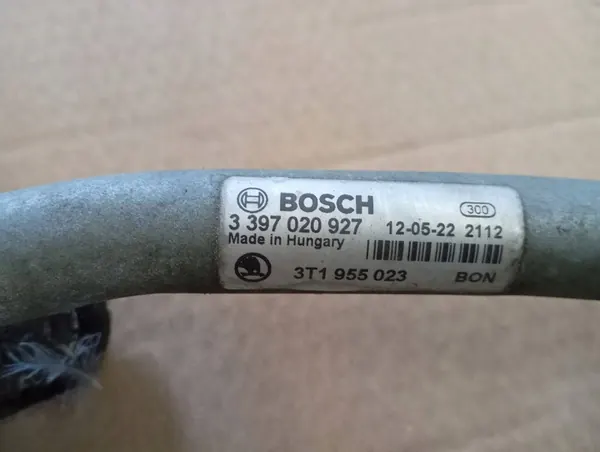 BOSCH 300
3 397 020 927 12-05-22 2112
Made in Hungary
3T1 955 023 BON